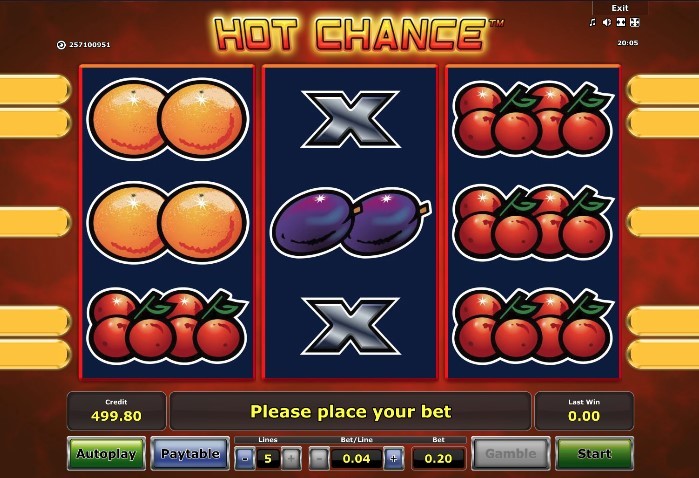 Exit
HOT CHANCE™
257100951
20:05
X
X
Credit
499.80
Please place your bet
Last Win
0.00
Autoplay
Paytable
Lines
- 5 +
Bet/Line
- 0.04 +
Bet
0.20
Gamble
Start